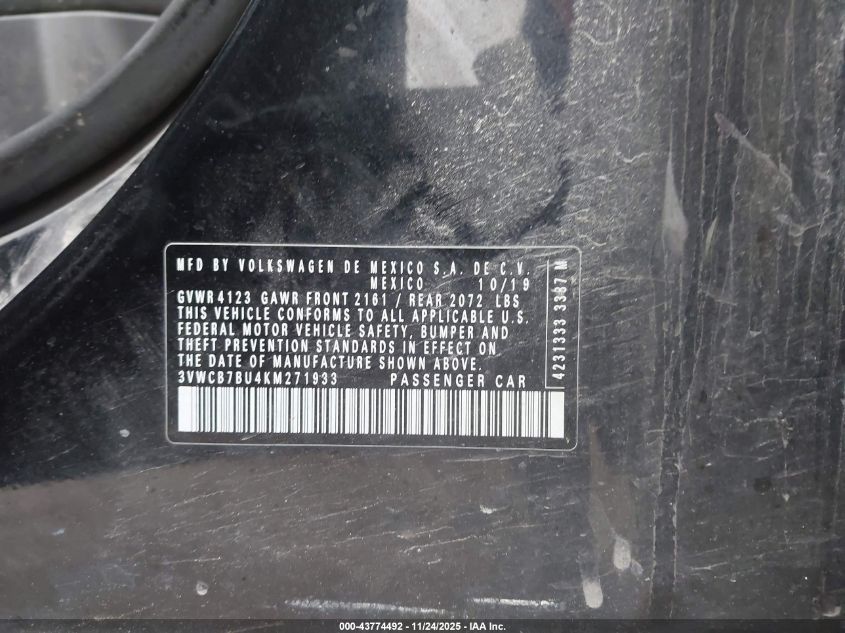 MFD BY VOLKSWAGEN DE MEXICO S.A. DE C.V.
MEXICO 10/19
GVWR 4123 GAWR FRONT 2161 / REAR 2072 LBS
THIS VEHICLE CONFORMS TO ALL APPLICABLE U.S.
FEDERAL MOTOR VEHICLE SAFETY, BUMPER AND
THEFT PREVENTION STANDARDS IN EFFECT ON
THE DATE OF MANUFACTURE SHOWN ABOVE.
3VWCB7BU4KM271933 PASSENGER CAR
4231333 3387 M
000-43774492 - 11/24/2025 - IAA Inc.